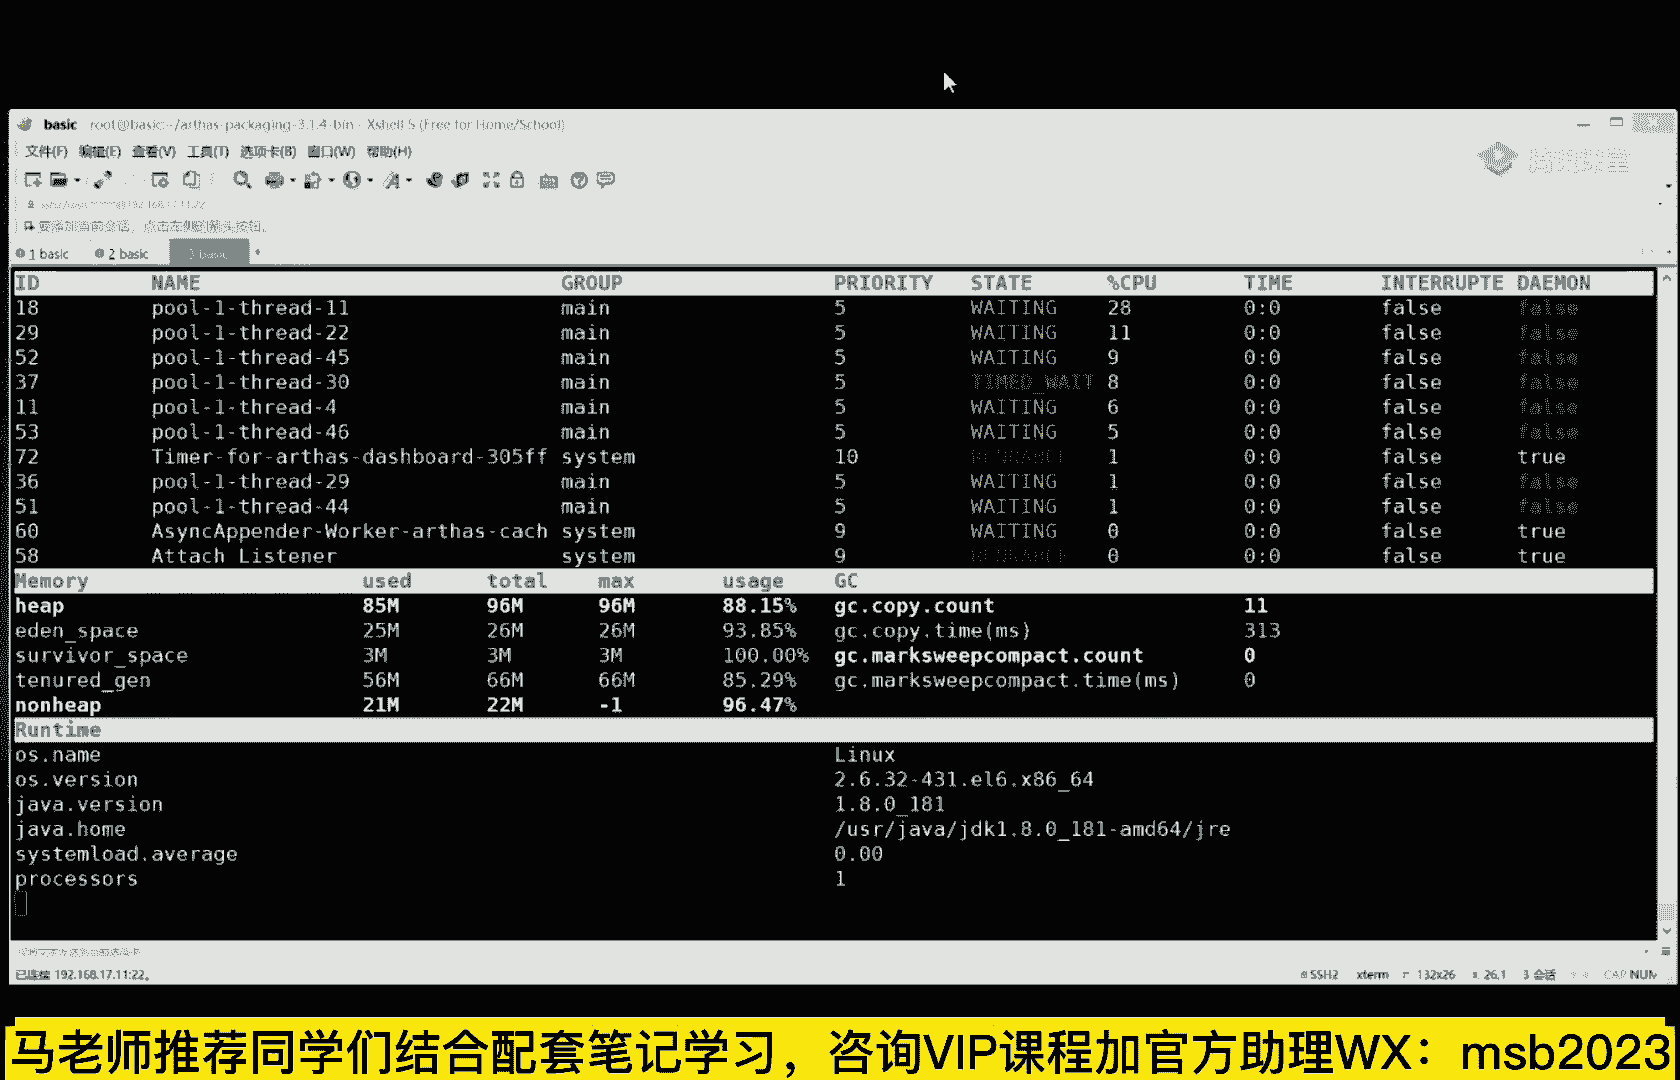 basic root@basic:~/arthas-packaging-3.1.4-bin - Xshell 5 (Free for Home/School)
文件(F) 编辑(E) 查看(V) 工具(T) 选项卡(B) 窗口(W) 帮助(H)
要添加当前会话，点击左侧的箭头按钮。
1 basic 2 basic 3 basic
ID NAME GROUP PRIORITY STATE %CPU TIME INTERRUPTE DAEMON
18 pool-1-thread-11 main 5 WAITING 28 0:0 false false
29 pool-1-thread-22 main 5 WAITING 11 0:0 false false
52 pool-1-thread-45 main 5 WAITING 9 0:0 false false
37 pool-1-thread-30 main 5 TIMED_WAIT 8 0:0 false false
11 pool-1-thread-4 main 5 WAITING 6 0:0 false false
53 pool-1-thread-46 main 5 WAITING 5 0:0 false false
72 Timer-for-arthas-dashboard-305ff system 10 1 0:0 false true
36 pool-1-thread-29 main 5 WAITING 1 0:0 false false
51 pool-1-thread-44 main 5 WAITING 1 0:0 false false
60 AsyncAppender-Worker-arthas-cach system 9 WAITING 0 0:0 false true
58 Attach Listener system 9 0 0:0 false true
Memory used total max usage GC
heap 85M 96M 96M 88.15% gc.copy.count 11
eden_space 25M 26M 26M 93.85% gc.copy.time(ms) 313
survivor_space 3M 3M 3M 100.00% gc.marksweepcompact.count 0
tenured_gen 56M 66M 66M 85.29% gc.marksweepcompact.time(ms) 0
nonheap 21M 22M -1 96.47%
Runtime
os.name Linux
os.version 2.6.32-431.el6.x86_64
java.version 1.8.0_181
java.home /usr/java/jdk1.8.0_181-amd64/jre
systemload.average 0.00
processors 1
已连接 192.168.17.11:22。 SSH2 xterm 132x26 26,1 3 会话 CAP NUM
马老师推荐同学们结合配套笔记学习，咨询VIP课程加官方助理WX：msb2023